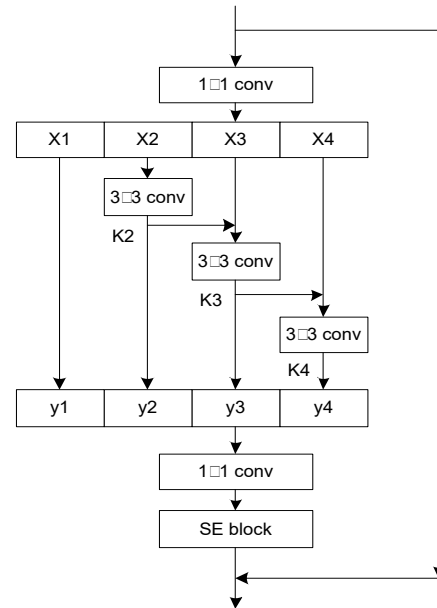 1□1 conv
X1 X2 X3 X4
3□3 conv
K2
3□3 conv
K3
3□3 conv
K4
y1 y2 y3 y4
1□1 conv
SE block